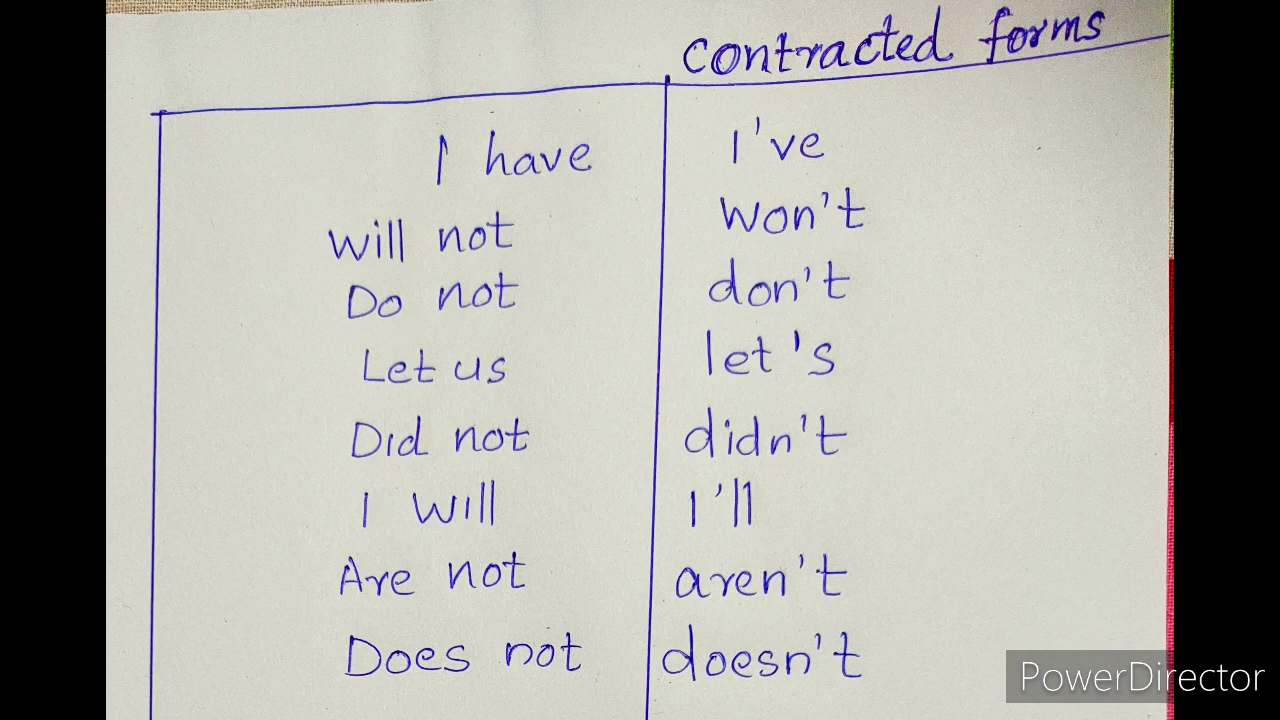 contracted forms
I have I've
Will not won't
Do not don't
Let us let's
Did not didn't
I will I'll
Are not aren't
Does not doesn't
PowerDirector